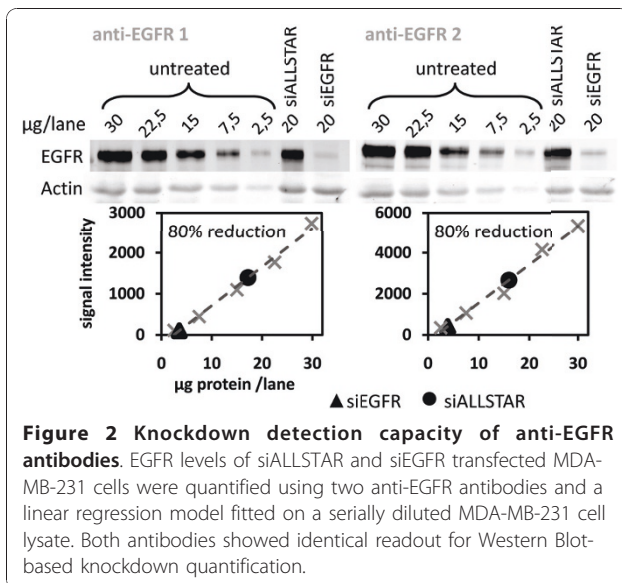 anti-EGFR 1 anti-EGFR 2
untreated untreated
µg/lane 30 22,5 15 7,5 2,5 20 siALLSTAR 20 siEGFR 30 22,5 15 7,5 2,5 20 siALLSTAR 20 siEGFR
EGFR
Actin
signal intensity
3000
2000
1000
0
80% reduction
0 10 20 30
µg protein /lane
6000
4000
2000
0
80% reduction
0 10 20 30
▲ siEGFR ● siALLSTAR
Figure 2 Knockdown detection capacity of anti-EGFR
antibodies. EGFR levels of siALLSTAR and siEGFR transfected MDA-
MB-231 cells were quantified using two anti-EGFR antibodies and a
linear regression model fitted on a serially diluted MDA-MB-231 cell
lysate. Both antibodies showed identical readout for Western Blot-
based knockdown quantification.